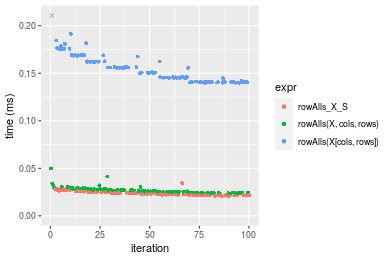 0.20
0.15
0.10
0.05
0.00
time (ms)
0
25
50
75
100
iteration
expr
rowAlls_X_S
rowAlls(X, cols, rows)
rowAlls(X[cols, rows])